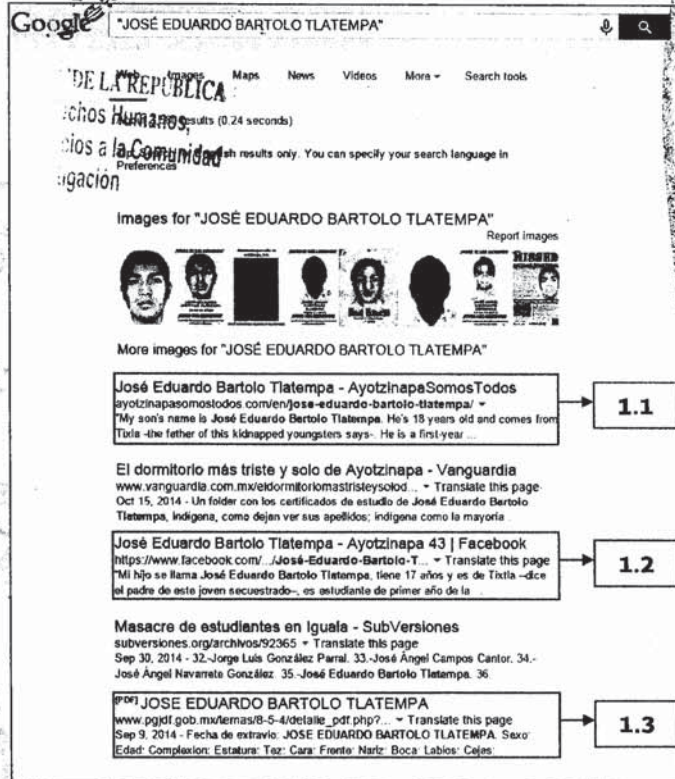 Google "JOSÉ EDUARDO BARTOLO TLATEMPA"
Web Images Maps News Videos More Search tools
DE LA REPUBLICA
chos Humanos,
results (0.24 seconds)
cios a la Comunidad
results only. You can specify your search language in
Preferences
igación
Images for "JOSÉ EDUARDO BARTOLO TLATEMPA"
Report images
More images for "JOSÉ EDUARDO BARTOLO TLATEMPA"
José Eduardo Bartolo Tlatempa - AyotzinapaSomosTodos
ayotzinapasomostodos.com/en/jose-eduardo-bartolo-tlatempa/
"My son's name is José Eduardo Bartolo Tlatempa. He's 18 years old and comes from
Tixla -the father of this kidnapped youngsters says-. He is a first-year ...
1.1
El dormitorio más triste y solo de Ayotzinapa - Vanguardia
www.vanguardia.com.mx/eldormitoriomastristeysolod... Translate this page
Oct 15, 2014 - Un folder con los certificados de estudio de José Eduardo Bartolo
Tlatempa, indígena, como dejan ver sus apellidos; indígena como la mayoría
José Eduardo Bartolo Tlatempa - Ayotzinapa 43 | Facebook
https://www.facebook.com/.../José-Eduardo-Bartolo-T... Translate this page
"Mi hijo se llama José Eduardo Bartolo Tlatempa, tiene 17 años y es de Tixtla –dice
el padre de este joven secuestrado–, es estudiante de primer año de la
1.2
Masacre de estudiantes en Iguala - SubVersiones
subversiones.org/archivos/92365 Translate this page
Sep 30, 2014 - 32.-Jorge Luis González Parral. 33.-José Ángel Campos Cantor. 34.-
José Ángel Navarrete González. 35.-José Eduardo Bartolo Tlatempa. 36.
[PDF] JOSE EDUARDO BARTOLO TLATEMPA
www.pgjdf.gob.mx/temas/8-5-4/detalle_pdf.php?... Translate this page
Sep 9, 2014 - Fecha de extravío: JOSE EDUARDO BARTOLO TLATEMPA. Sexo:
Edad: Complexion: Estatura: Tez: Cara: Frente: Nariz: Boca: Labios: Cejas:
1.3